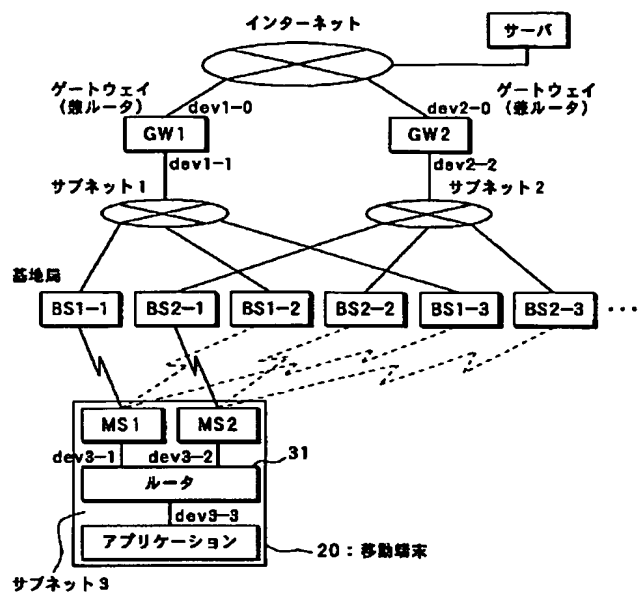 インターネット
サーバ
ゲートウェイ
(兼ルータ)
dev1-0
dev2-0
ゲートウェイ
(兼ルータ)
GW1
GW2
dev1-1
dev2-2
サブネット1
サブネット2
基地局
BS1-1
BS2-1
BS1-2
BS2-2
BS1-3
BS2-3
···
MS1
MS2
dev3-1
dev3-2
31
ルータ
dev3-3
アプリケーション
20:移動端末
サブネット3